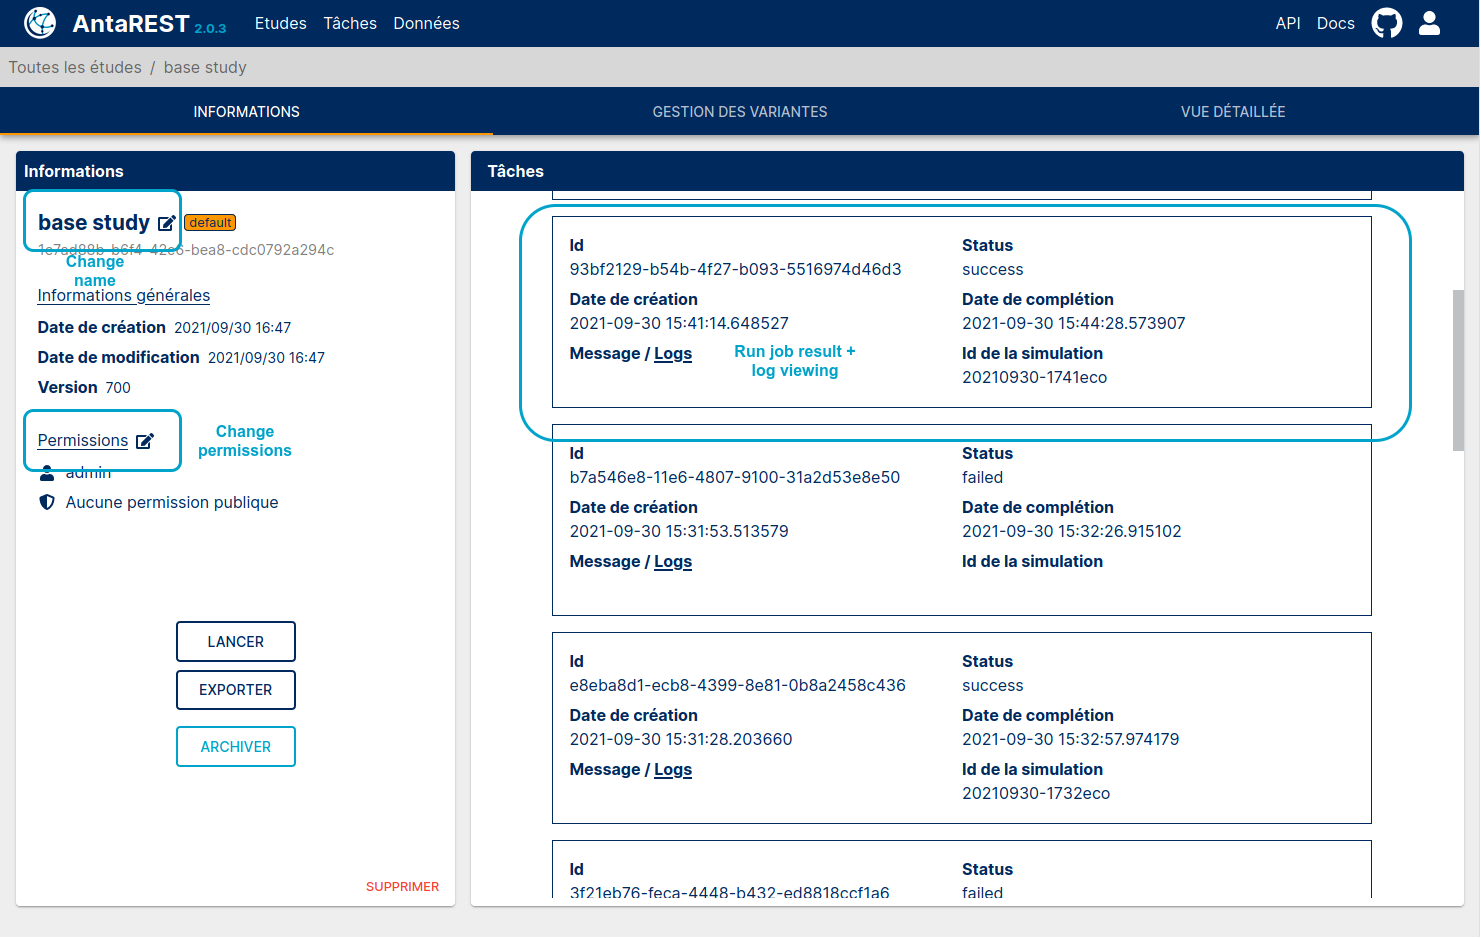 AntaREST 2.0.3 Etudes Tâches Données API Docs
Toutes les études / base study
INFORMATIONS GESTION DES VARIANTES VUE DÉTAILLÉE
Informations
base study default
1c7ad88b-b6f4-42c6-bea8-cdc0792a294c
Change
name
Informations générales
Date de création 2021/09/30 16:47
Date de modification 2021/09/30 16:47
Version 700
Permissions
Change
permissions
admin
Aucune permission publique
LANCER
EXPORTER
ARCHIVER
SUPPRIMER
Tâches
Id Status
93bf2129-b54b-4f27-b093-5516974d46d3 success
Date de création Date de complétion
2021-09-30 15:41:14.648527 2021-09-30 15:44:28.573907
Message / Logs Id de la simulation
Run job result +
log viewing
20210930-1741eco
Id Status
b7a546e8-11e6-4807-9100-31a2d53e8e50 failed
Date de création Date de complétion
2021-09-30 15:31:53.513579 2021-09-30 15:32:26.915102
Message / Logs Id de la simulation
Id Status
e8eba8d1-ecb8-4399-8e81-0b8a2458c436 success
Date de création Date de complétion
2021-09-30 15:31:28.203660 2021-09-30 15:32:57.974179
Message / Logs Id de la simulation
20210930-1732eco
Id Status
3f21eb76-feca-4448-b432-ed8818ccf1a6 failed